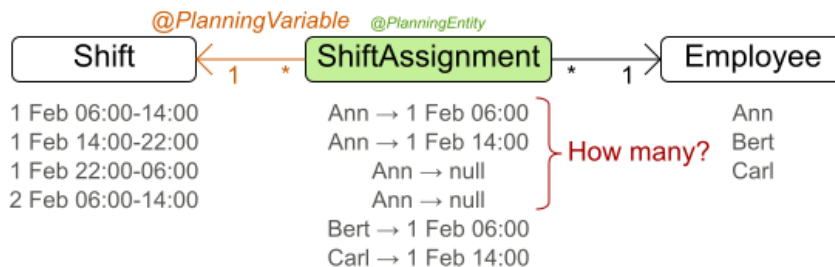 @PlanningVariable @PlanningEntity
Shift ShiftAssignment Employee
1 * * 1
1 Feb 06:00-14:00 Ann → 1 Feb 06:00 Ann
1 Feb 14:00-22:00 Ann → 1 Feb 14:00 Bert
1 Feb 22:00-06:00 Ann → null How many? Carl
2 Feb 06:00-14:00 Ann → null
Bert → 1 Feb 06:00
Carl → 1 Feb 14:00